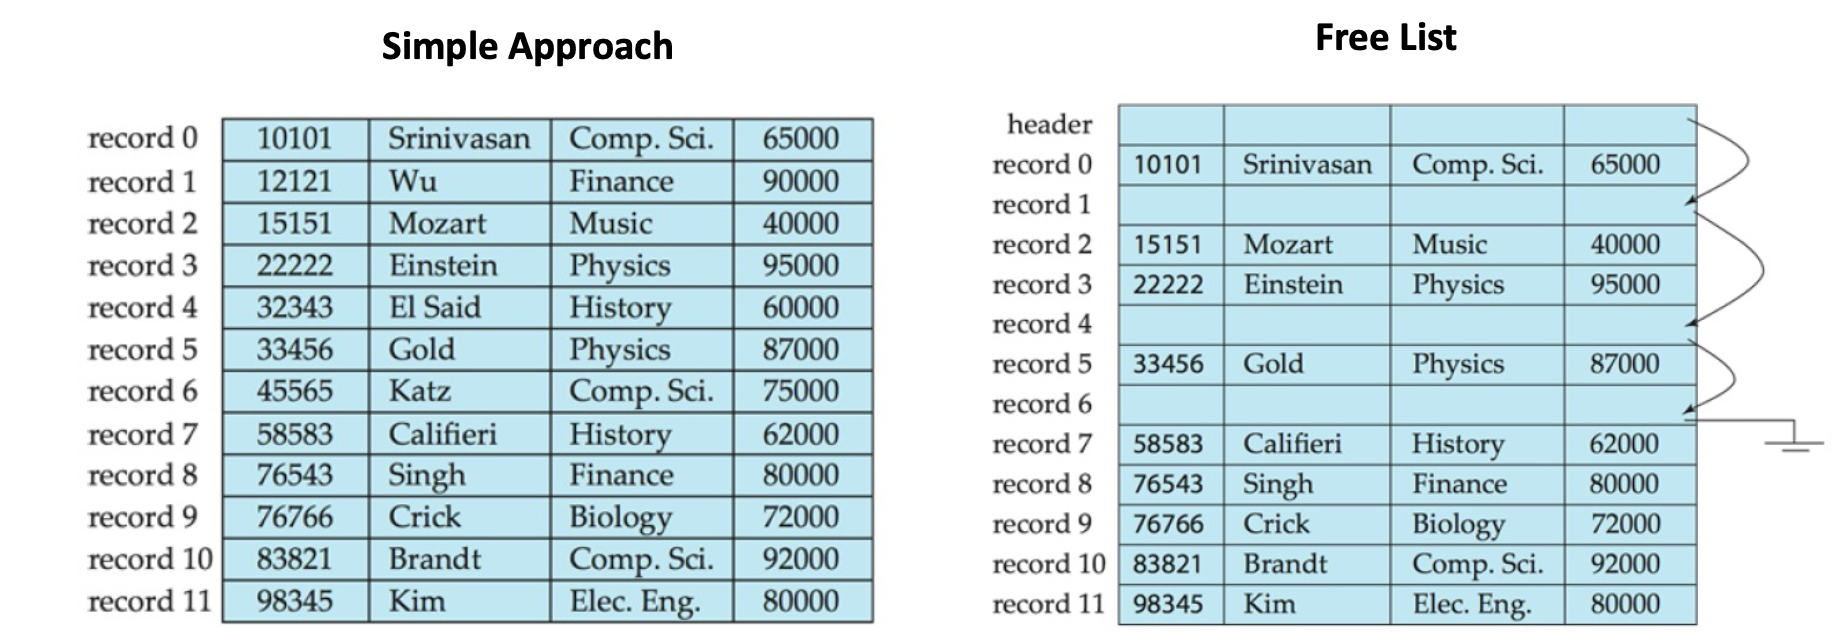 Simple Approach
record 0 10101 Srinivasan Comp. Sci. 65000
record 1 12121 Wu Finance 90000
record 2 15151 Mozart Music 40000
record 3 22222 Einstein Physics 95000
record 4 32343 El Said History 60000
record 5 33456 Gold Physics 87000
record 6 45565 Katz Comp. Sci. 75000
record 7 58583 Califieri History 62000
record 8 76543 Singh Finance 80000
record 9 76766 Crick Biology 72000
record 10 83821 Brandt Comp. Sci. 92000
record 11 98345 Kim Elec. Eng. 80000
Free List
header
record 0 10101 Srinivasan Comp. Sci. 65000
record 1
record 2 15151 Mozart Music 40000
record 3 22222 Einstein Physics 95000
record 4
record 5 33456 Gold Physics 87000
record 6
record 7 58583 Califieri History 62000
record 8 76543 Singh Finance 80000
record 9 76766 Crick Biology 72000
record 10 83821 Brandt Comp. Sci. 92000
record 11 98345 Kim Elec. Eng. 80000